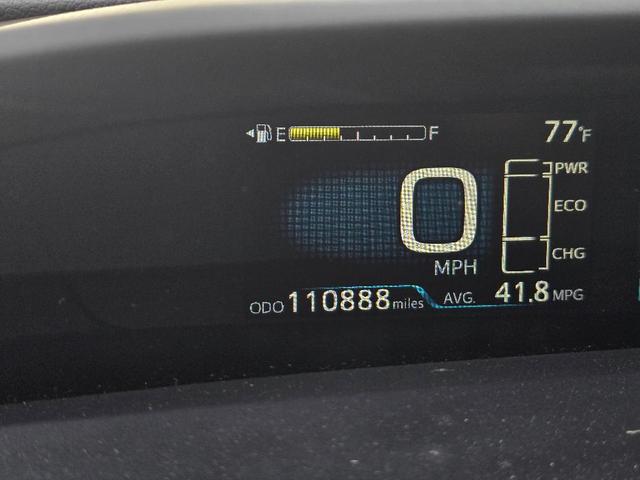 E F 77°F
PWR
ECO
0
CHG
MPH
ODO 110888 miles AVG. 41.8 MPG